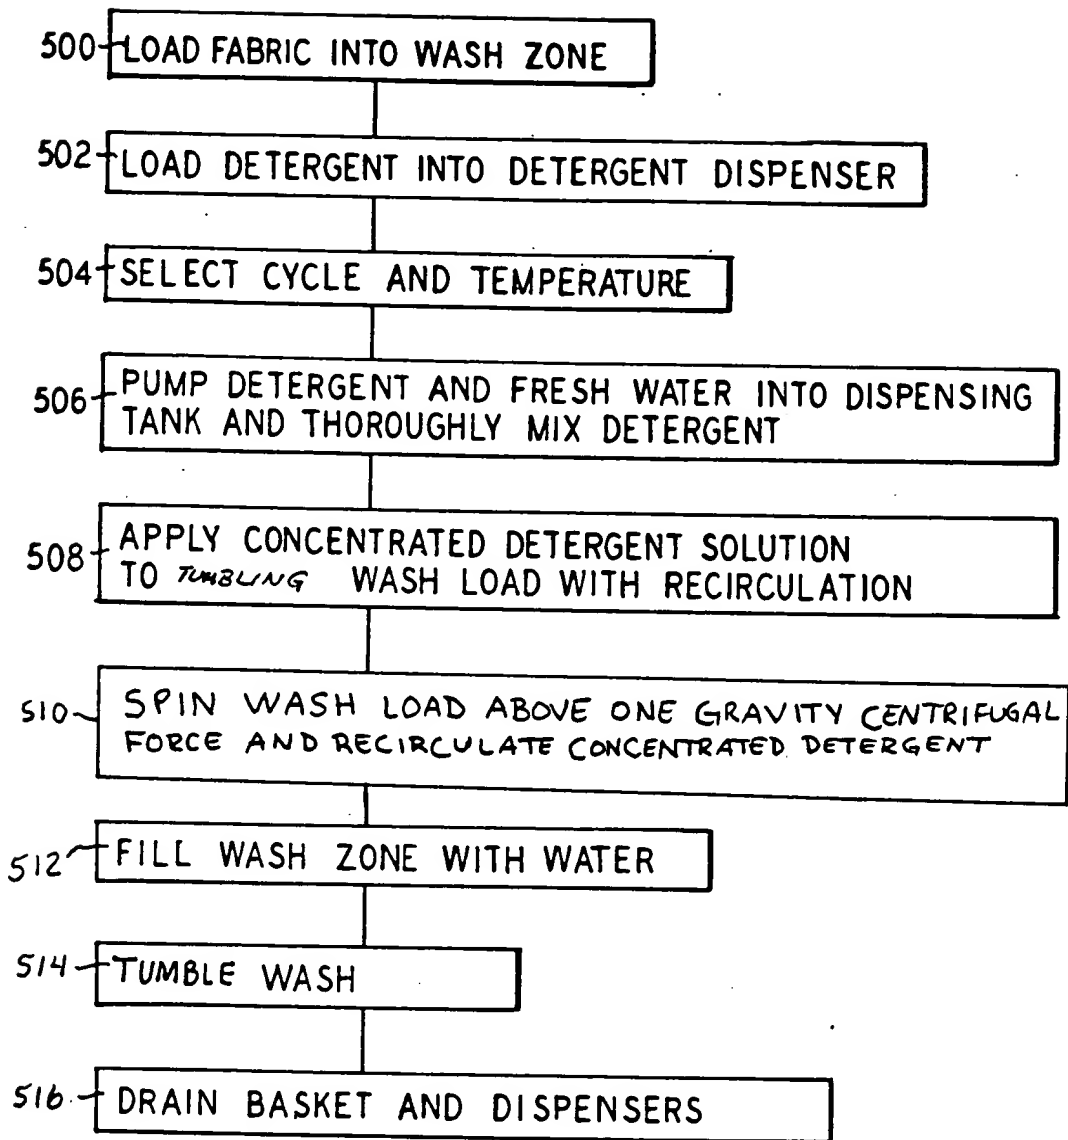 500 LOAD FABRIC INTO WASH ZONE
502 LOAD DETERGENT INTO DETERGENT DISPENSER
504 SELECT CYCLE AND TEMPERATURE
506 PUMP DETERGENT AND FRESH WATER INTO DISPENSING
TANK AND THOROUGHLY MIX DETERGENT
508 APPLY CONCENTRATED DETERGENT SOLUTION
TO TUMBLING WASH LOAD WITH RECIRCULATION
510 SPIN WASH LOAD ABOVE ONE GRAVITY CENTRIFUGAL
FORCE AND RECIRCULATE CONCENTRATED DETERGENT
512 FILL WASH ZONE WITH WATER
514 TUMBLE WASH
516 DRAIN BASKET AND DISPENSERS